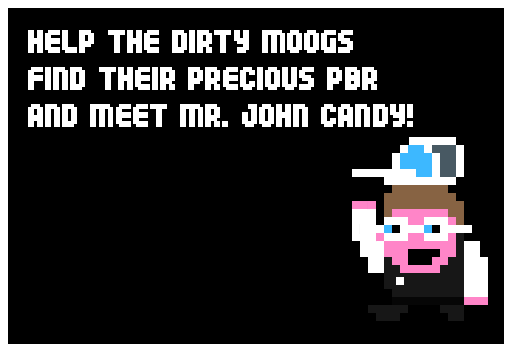 HELP THE DIRTY MOOGS
FIND THEIR PRECIOUS PBR
AND MEET MR. JOHN CANDY!